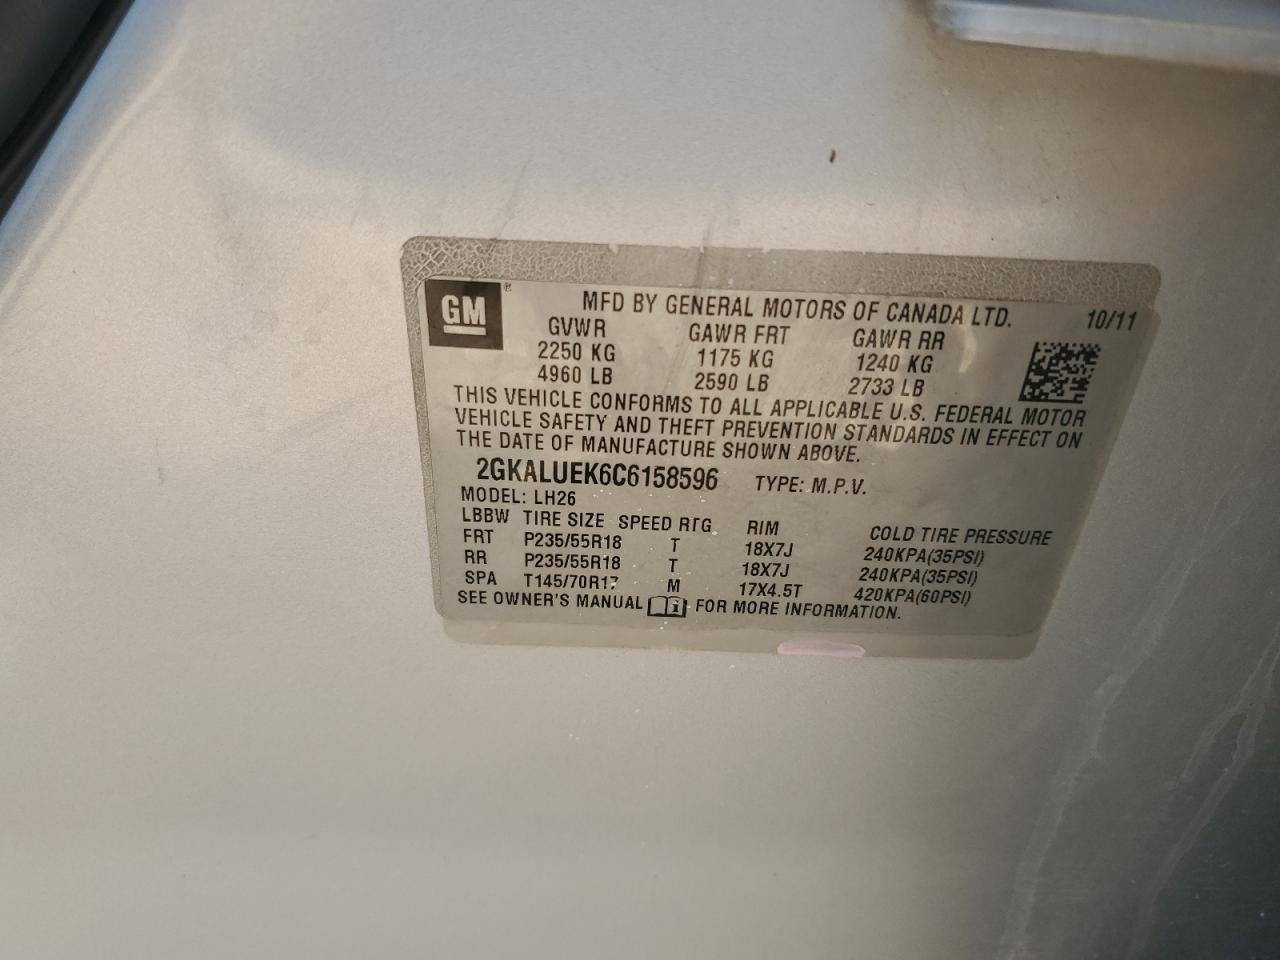 GM ®
MFD BY GENERAL MOTORS OF CANADA LTD. 10/11
GVWR GAWR FRT GAWR RR
2250 KG 1175 KG 1240 KG
4960 LB 2590 LB 2733 LB
THIS VEHICLE CONFORMS TO ALL APPLICABLE U.S. FEDERAL MOTOR
VEHICLE SAFETY AND THEFT PREVENTION STANDARDS IN EFFECT ON
THE DATE OF MANUFACTURE SHOWN ABOVE.
2GKALUEK6C6158596 TYPE: M.P.V.
MODEL: LH26
LBBW TIRE SIZE SPEED RTG RIM COLD TIRE PRESSURE
FRT P235/55R18 T 18X7J 240KPA(35PSI)
RR P235/55R18 T 18X7J 240KPA(35PSI)
SPA T145/70R17 M 17X4.5T 420KPA(60PSI)
SEE OWNER'S MANUAL FOR MORE INFORMATION.